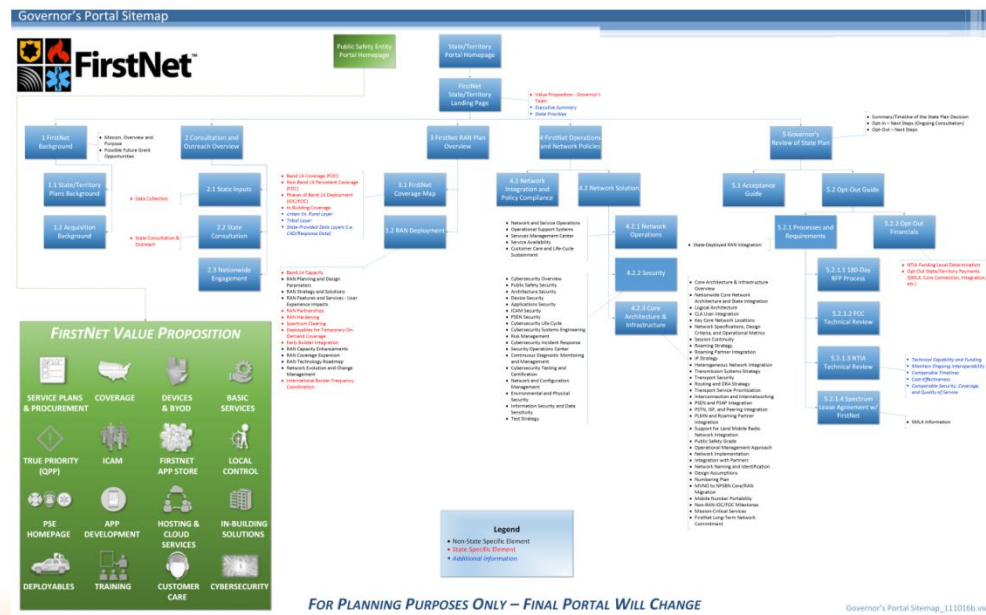 Governor's Portal Sitemap
FirstNet™
Public Safety Entity
Portal Homepage
State/Territory
Portal Homepage
FirstNet
State/Territory
Landing Page
• Value Proposition - Governor's
Team
• Executive Summary
• State Priorities
1 FirstNet
Background
• Mission, Overview and
Purpose
• Possible Future Grant
Opportunities
2 Consultation and
Outreach Overview
3 FirstNet RAN Plan
Overview
4 FirstNet Operations
and Network Policies
5 Governor's
Review of State Plan
• Summary/Timeline of the State Plan Decision
• Opt-In – Next Steps (Ongoing Consultation)
• Opt-Out – Next Steps
1.1 State/Territory
Plans Background
1.2 Acquisition
Background
2.1 State Inputs
• Data Collection
2.2 State
Consultation
• State Consultation &
Outreach
2.3 Nationwide
Engagement
3.1 FirstNet
Coverage Map
• Band 14 Coverage (FOC)
• Non Band 14 Persistent Coverage
(FOC)
• Phases of Band 14 Deployment
(IOC/FOC)
• In-Building Coverage
• Urban Vs. Rural Layer
• Tribal Layer
• State-Provided Data Layers (i.e.
CAD/Response Data)
3.2 RAN Deployment
• Band 14 Capacity
• RAN Planning and Design
Parameters
• RAN Strategy and Solutions
• RAN Features and Services - User
Experience Impacts
• RAN Partnerships
• RAN Hardening
• Spectrum Clearing
• Deployables for Temporary On-
Demand Coverage
• Early Builder Integration
• RAN Capacity Enhancements
• RAN Coverage Expansion
• RAN Technology Roadmap
• Network Evolution and Change
Management
• International Border Frequency
Coordination
4.1 Network
Integration and
Policy Compliance
4.2 Network Solution
4.2.1 Network
Operations
• Network and Service Operations
• Operational Support Systems
• Services Management Center
• Service Availability
• Customer Care and Life-Cycle
Sustainment
4.2.2 Security
• Cybersecurity Overview
• Public Safety Security
• Architecture Security
• Device Security
• Applications Security
• ICAM Security
• PSEN Security
• Cybersecurity Life-Cycle
• Cybersecurity Systems Engineering
• Risk Management
• Cybersecurity Incident Response
• Security Operations Center
• Continuous Diagnostic Monitoring
and Management
• Cybersecurity Testing and
Certification
• Network and Configuration
Management
• Environmental and Physical
Security
• Information Security and Data
Sensitivity
• Test Strategy
4.2.3 Core
Architecture &
Infrastructure
• Core Architecture & Infrastructure
Overview
• Nationwide Core Network
Architecture and State Integration
• Logical Architecture
• CLA User Integration
• Key Core Network Locations
• Network Specifications, Design
Criteria, and Operational Metrics
• Session Continuity
• Roaming Strategy
• Roaming Partner Integration
• IP Strategy
• Heterogeneous Network Integration
• Transmission Systems Strategy
• Transport Security
• Routing and DRA Strategy
• Transport Service Prioritization
• Interconnection and Internetworking
• PSEN and PSAP Integration
• PSTN, ISP, and Peering Integration
• PLMN and Roaming Partner
Integration
• Support for Land Mobile Radio
Network Integration
• Public Safety Grade
• Operational Management Approach
• Network Implementation
• Integration with Partners
• Network Naming and Identification
• Design Assumptions
• Numbering Plan
• MVNO to NPSBN Core/RAN
Migration
• Mobile Number Portability
• Non-RAN IOC/FOC Milestones
• Mission-Critical Services
• FirstNet Long-Term Network
Commitment
5.1 Acceptance
Guide
5.2 Opt-Out Guide
5.2.1 Processes and
Requirements
• State-Deployed RAN Integration
5.2.2 Opt-Out
Financials
• NTIA Funding Level Determination
• Opt-Out State/Territory Payments
(SMLA, Core Connection, Integration,
etc.)
5.2.1.1 180-Day
RFP Process
5.2.1.2 FCC
Technical Review
5.2.1.3 NTIA
Technical Review
• Technical Capability and Funding
• Maintain Ongoing Interoperability
• Comparable Timelines
• Cost-Effectiveness
• Comparable Security, Coverage,
and Quality of Service
5.2.1.4 Spectrum
Lease Agreement w/
FirstNet
• SMLA Information
FIRSTNET VALUE PROPOSITION
SERVICE PLANS
& PROCUREMENT
COVERAGE
DEVICES
& BYOD
BASIC
SERVICES
TRUE PRIORITY
(QPP)
ICAM
FIRSTNET
APP STORE
LOCAL
CONTROL
PSE
HOMEPAGE
APP
DEVELOPMENT
HOSTING &
CLOUD
SERVICES
IN-BUILDING
SOLUTIONS
DEPLOYABLES
TRAINING
CUSTOMER
CARE
CYBERSECURITY
Legend
• Non-State Specific Element
• State Specific Element
• Additional Information
FOR PLANNING PURPOSES ONLY – FINAL PORTAL WILL CHANGE
Governor's Portal Sitemap_111016b.vsd